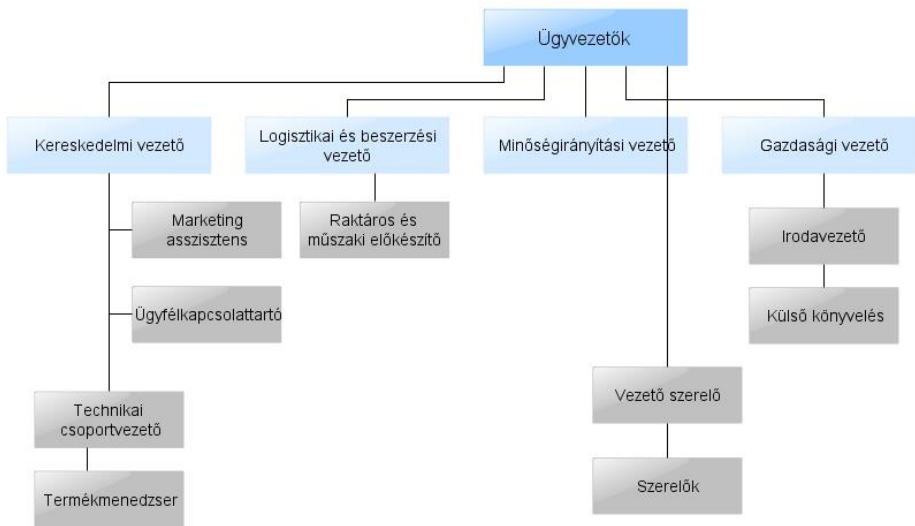 Ügyvezetők
Kereskedelmi vezető
Logisztikai és beszerzési
vezető
Minőségirányítási vezető
Gazdasági vezető
Marketing
asszisztens
Raktáros és
műszaki előkészítő
Irodavezető
Ügyfélkapcsolattartó
Külső könyvelés
Technikai
csoportvezető
Vezető szerelő
Termékmenedzser
Szerelők